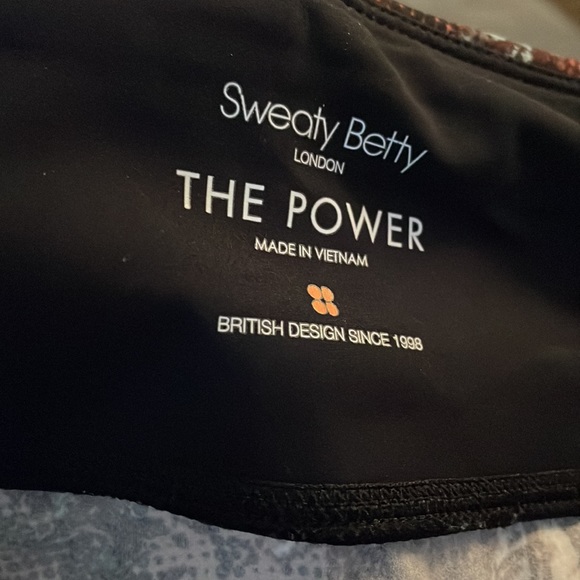 Sweaty Betty
LONDON
THE POWER
MADE IN VIETNAM
BRITISH DESIGN SINCE 1998